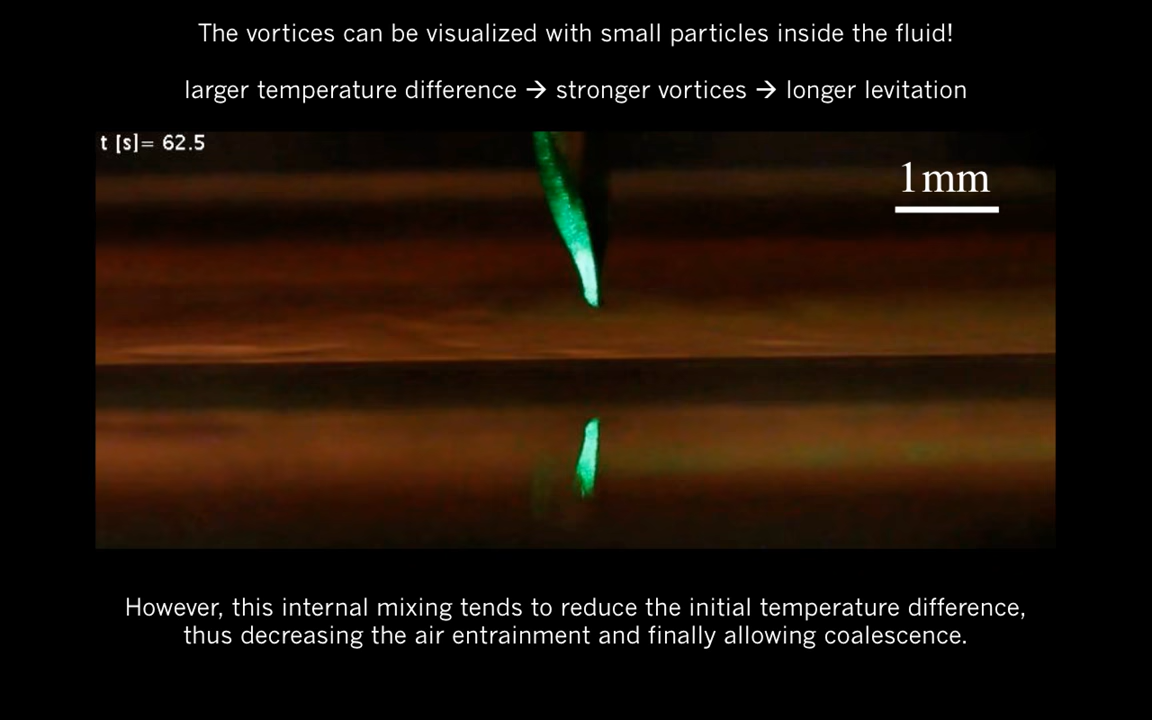 The vortices can be visualized with small particles inside the fluid!
larger temperature difference → stronger vortices → longer levitation
t [s]= 62.5
1 mm
However, this internal mixing tends to reduce the initial temperature difference,
thus decreasing the air entrainment and finally allowing coalescence.